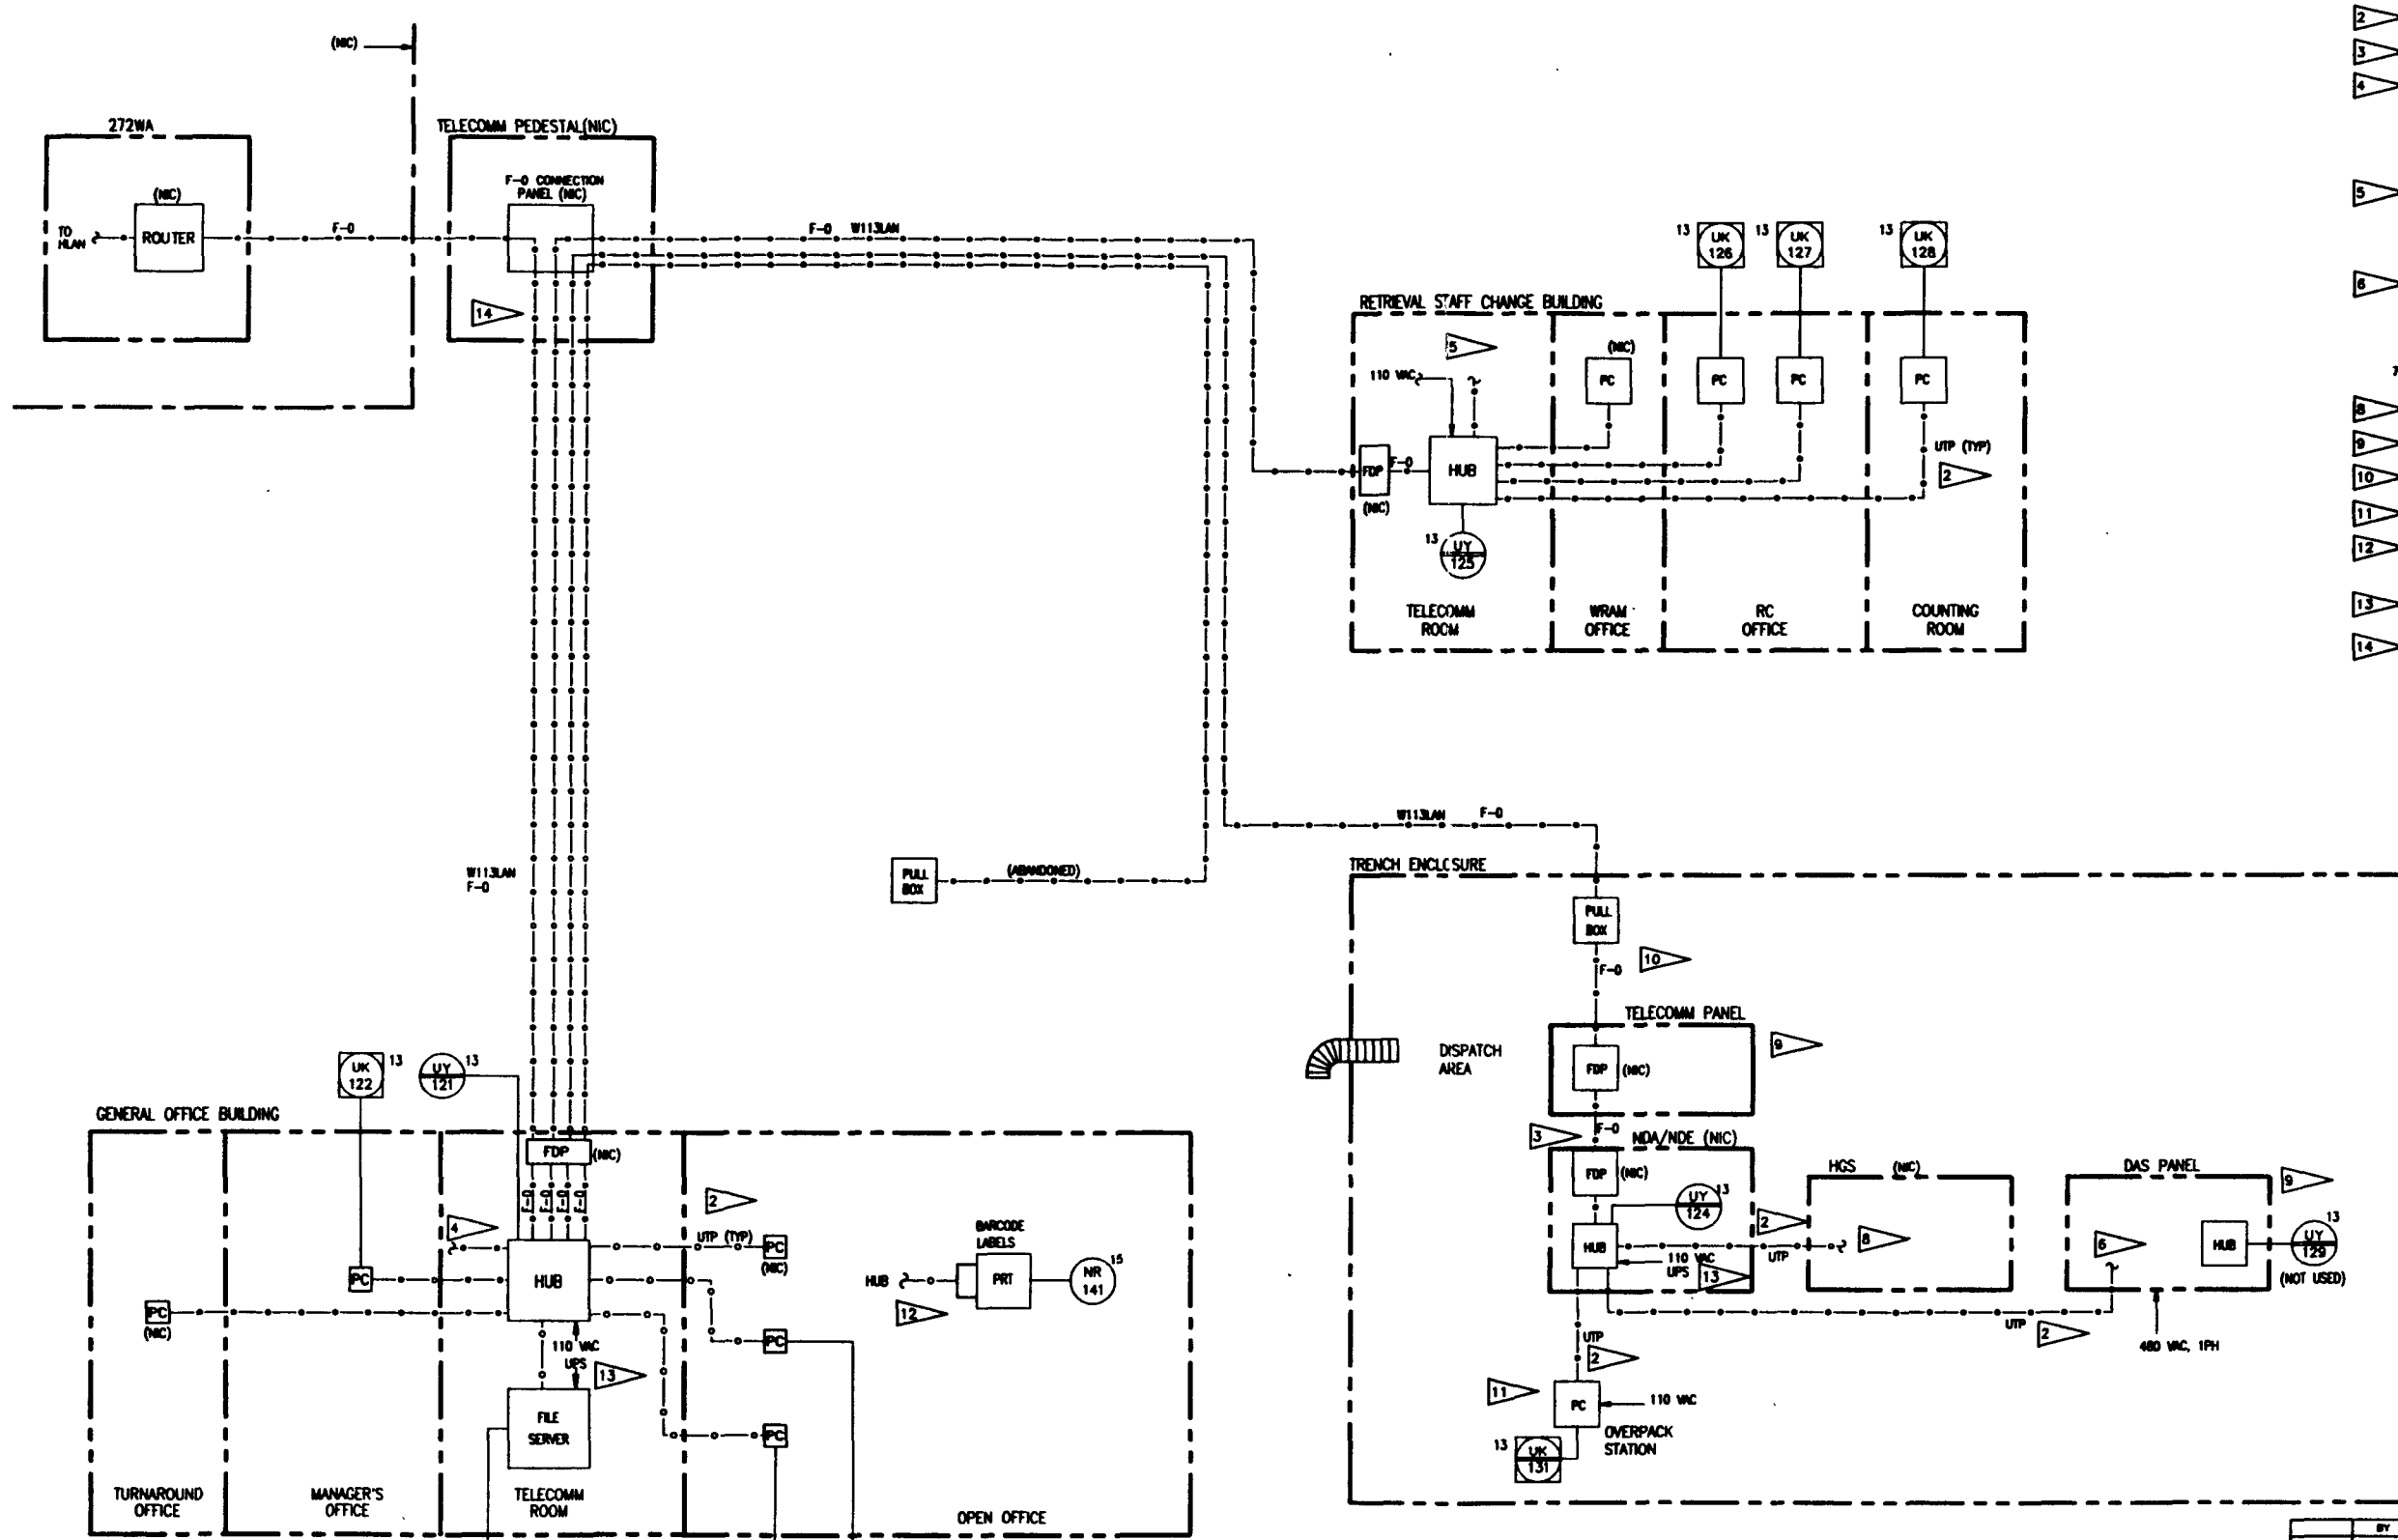 (NIC)
272WA
(NIC)
TO
HLAN
ROUTER
F-O
TELECOMM PEDESTAL(NIC)
F-O CONNECTION
PANEL (NIC)
14
F-O W113LAN
W113LAN
F-O
RETRIEVAL STAFF CHANGE BUILDING
13
UK
126
13
UK
127
13
UK
128
5
110 VAC
(NIC)
PC
PC
PC
PC
FDP
F-O
HUB
(NIC)
UTP (TYP)
2
13
UY
125
TELECOMM
ROOM
WRAM
OFFICE
RC
OFFICE
COUNTING
ROOM
2
3
4
5
6
7
8
9
10
11
12
13
14
W113LAN F-O
PULL
BOX
(ABANDONED)
TRENCH ENCLOSURE
PULL
BOX
F-O
10
TELECOMM PANEL
FDP
(NIC)
9
DISPATCH
AREA
3
F-O
NDA/NDE (NIC)
FDP
(NIC)
UY
124
13
HUB
110 VAC
UPS
13
2
UTP
HGS (NIC)
8
DAS PANEL
9
6
HUB
UY
129
13
(NOT USED)
UTP
2
480 VAC, 1PH
UTP
2
11
PC
110 VAC
OVERPACK
STATION
13
UK
131
UK
122
13
UY
121
13
GENERAL OFFICE BUILDING
FDP
(NIC)
F-O
F-O
F-O
F-O
4
2
UTP (TYP)
PC
(NIC)
PC
HUB
PC
(NIC)
110 VAC
UPS
13
FILE
SERVER
PC
PC
BARCODE
LABELS
HUB
PRT
NR
141
15
12
TURNAROUND
OFFICE
MANAGER'S
OFFICE
TELECOMM
ROOM
OPEN OFFICE
BY